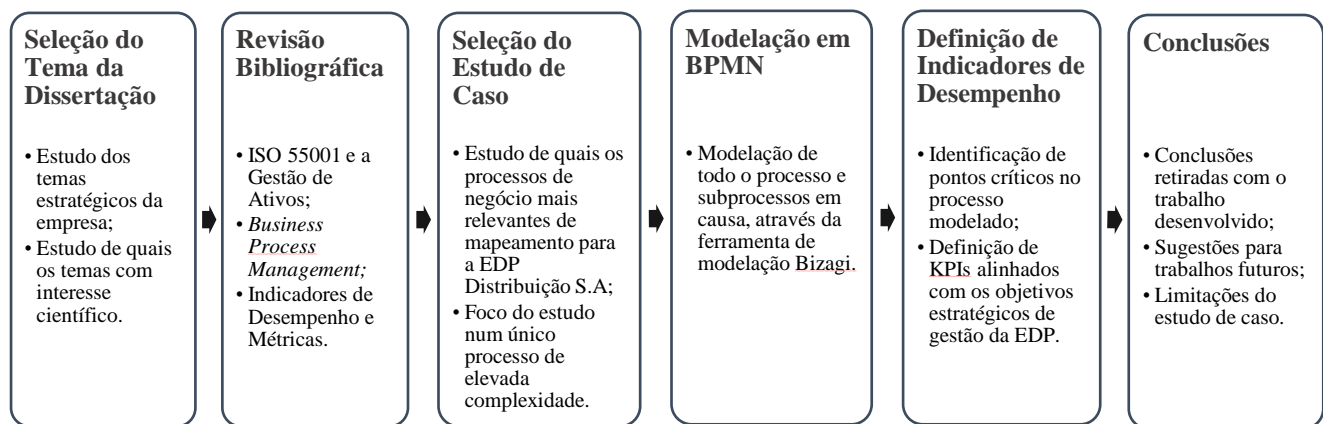 Seleção do
Tema da
Dissertação
• Estudo dos
temas
estratégicos da
empresa;
• Estudo de quais
os temas com
interesse
científico.
Revisão
Bibliográfica
• ISO 55001 e a
Gestão de
Ativos;
• Business
Process
Management;
• Indicadores de
Desempenho e
Métricas.
Seleção do
Estudo de
Caso
• Estudo de quais os
processos de
negócio mais
relevantes de
mapeamento para
a EDP
Distribuição S.A;
• Foco do estudo
num único
processo de
elevada
complexidade.
Modelação em
BPMN
• Modelação de
todo o processo e
subprocessos em
causa, através da
ferramenta de
modelação Bizagi.
Definição de
Indicadores de
Desempenho
• Identificação de
pontos críticos no
processo
modelado;
• Definição de
KPIs alinhados
com os objetivos
estratégicos de
gestão da EDP.
Conclusões
• Conclusões
retiradas com o
trabalho
desenvolvido;
• Sugestões para
trabalhos futuros;
• Limitações do
estudo de caso.